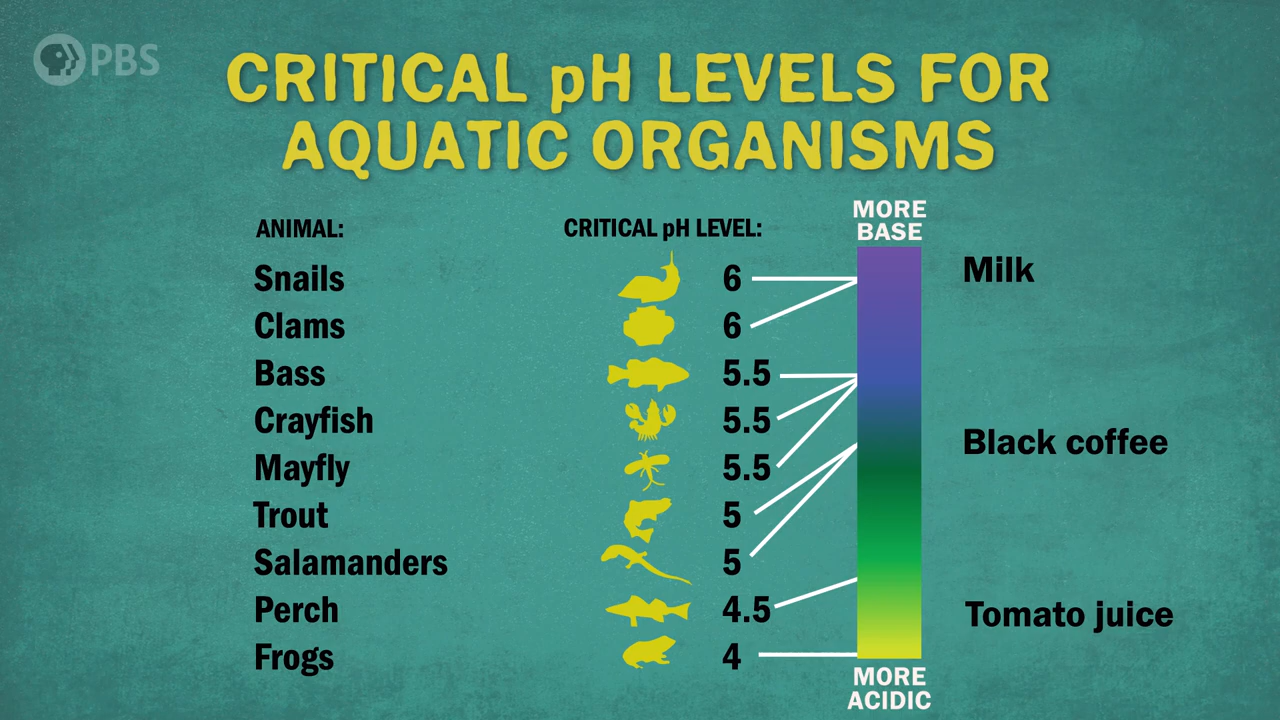 PBS
CRITICAL pH LEVELS FOR
AQUATIC ORGANISMS
ANIMAL:
CRITICAL pH LEVEL:
MORE
BASE
Snails 6
Milk
Clams 6
Bass 5.5
Crayfish 5.5
Black coffee
Mayfly 5.5
Trout 5
Salamanders 5
Perch 4.5
Tomato juice
Frogs 4
MORE
ACIDIC